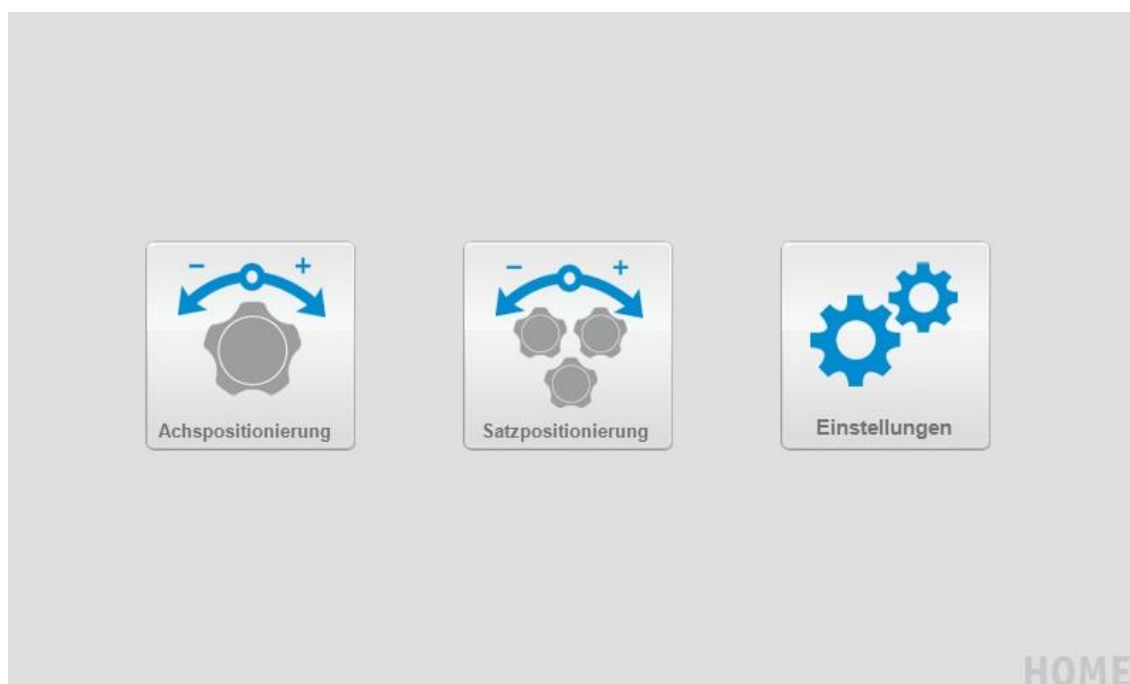 - +
- +
Achspositionierung
Satzpositionierung
Einstellungen
HOME